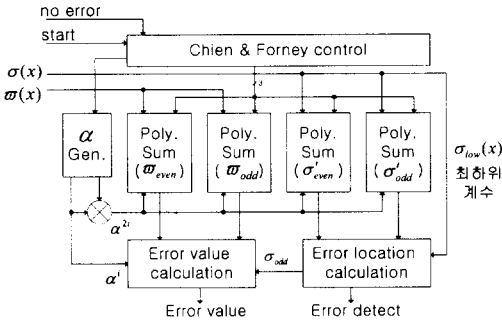 no error
start
Chien & Forney control
σ(x)
ϖ(x)
3
α
Gen.
Poly.
Sum
(ϖeven)
Poly.
Sum
(ϖodd)
Poly.
Sum
(σ′even)
Poly.
Sum
(σ′odd)
σlow(x)
최하위
계수
α²ⁱ
αⁱ
Error value
calculation
σodd
Error location
calculation
Error value
Error detect